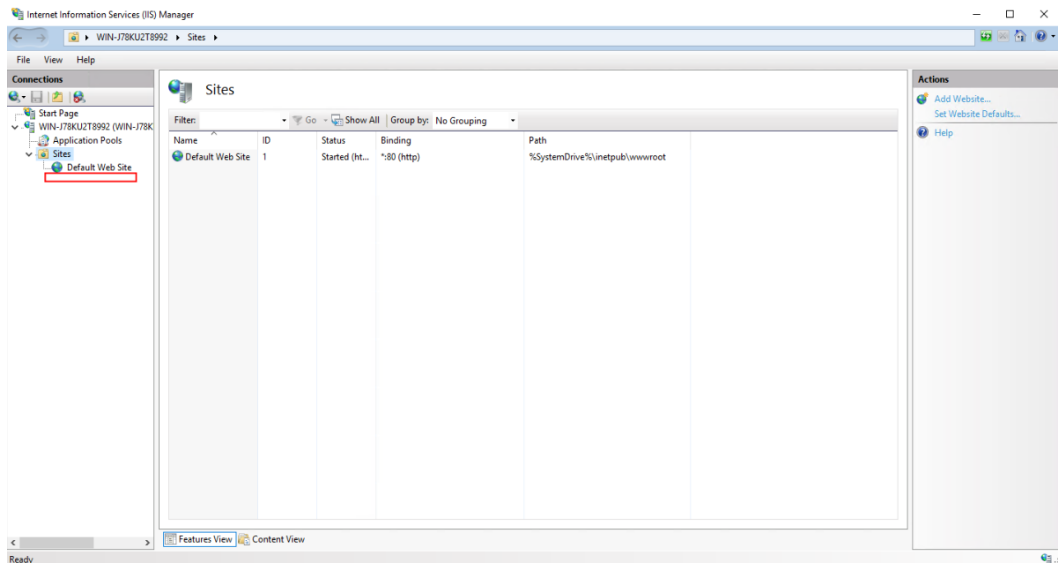 Internet Information Services (IIS) Manager
WIN-J78KU2T8992 Sites
File View Help
Connections
Start Page
WIN-J78KU2T8992 (WIN-J78K
Application Pools
Sites
Default Web Site
Sites
Filter: Go Show All Group by: No Grouping
Name ID Status Binding Path
Default Web Site 1 Started (ht... *:80 (http) %SystemDrive%\inetpub\wwwroot
Features View Content View
Actions
Add Website...
Set Website Defaults...
Help
Ready